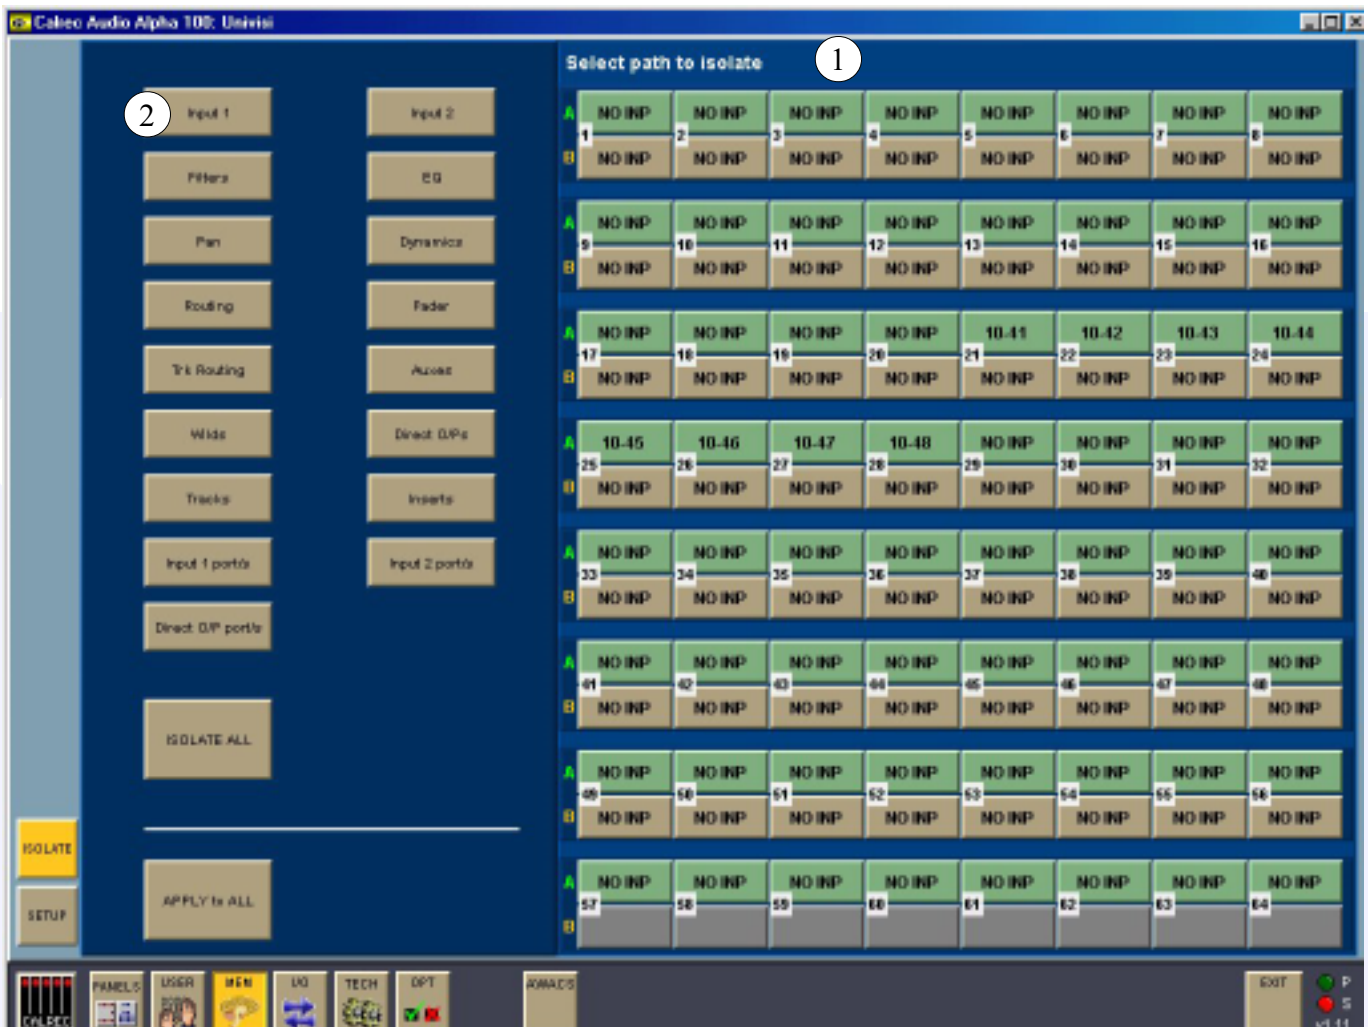 Calrec Audio Alpha 100: Univisi
Select path to isolate 1
2 Input 1 Input 2
Filters EQ
Pan Dynamics
Routing Fader
Trk Routing Auxes
Wilds Direct O/Ps
Tracks Inserts
Input 1 port/s Input 2 port/s
Direct O/P port/s
ISOLATE ALL
APPLY to ALL
ISOLATE
SETUP
A NO INP NO INP NO INP NO INP NO INP NO INP NO INP NO INP
1 2 3 4 5 6 7 8
B NO INP NO INP NO INP NO INP NO INP NO INP NO INP NO INP
A NO INP NO INP NO INP NO INP NO INP NO INP NO INP NO INP
9 10 11 12 13 14 15 16
B NO INP NO INP NO INP NO INP NO INP NO INP NO INP NO INP
A NO INP NO INP NO INP NO INP 10-41 10-42 10-43 10-44
17 18 19 20 21 22 23 24
B NO INP NO INP NO INP NO INP NO INP NO INP NO INP NO INP
A 10-45 10-46 10-47 10-48 NO INP NO INP NO INP NO INP
25 26 27 28 29 30 31 32
B NO INP NO INP NO INP NO INP NO INP NO INP NO INP NO INP
A NO INP NO INP NO INP NO INP NO INP NO INP NO INP NO INP
33 34 35 36 37 38 39 40
B NO INP NO INP NO INP NO INP NO INP NO INP NO INP NO INP
A NO INP NO INP NO INP NO INP NO INP NO INP NO INP NO INP
41 42 43 44 45 46 47 48
B NO INP NO INP NO INP NO INP NO INP NO INP NO INP NO INP
A NO INP NO INP NO INP NO INP NO INP NO INP NO INP NO INP
49 50 51 52 53 54 55 56
B NO INP NO INP NO INP NO INP NO INP NO INP NO INP NO INP
A NO INP NO INP NO INP NO INP NO INP NO INP NO INP NO INP
57 58 59 60 61 62 63 64
B
CALREC PANELS USER MEM I/O TECH OPT AWACS EXIT P
S